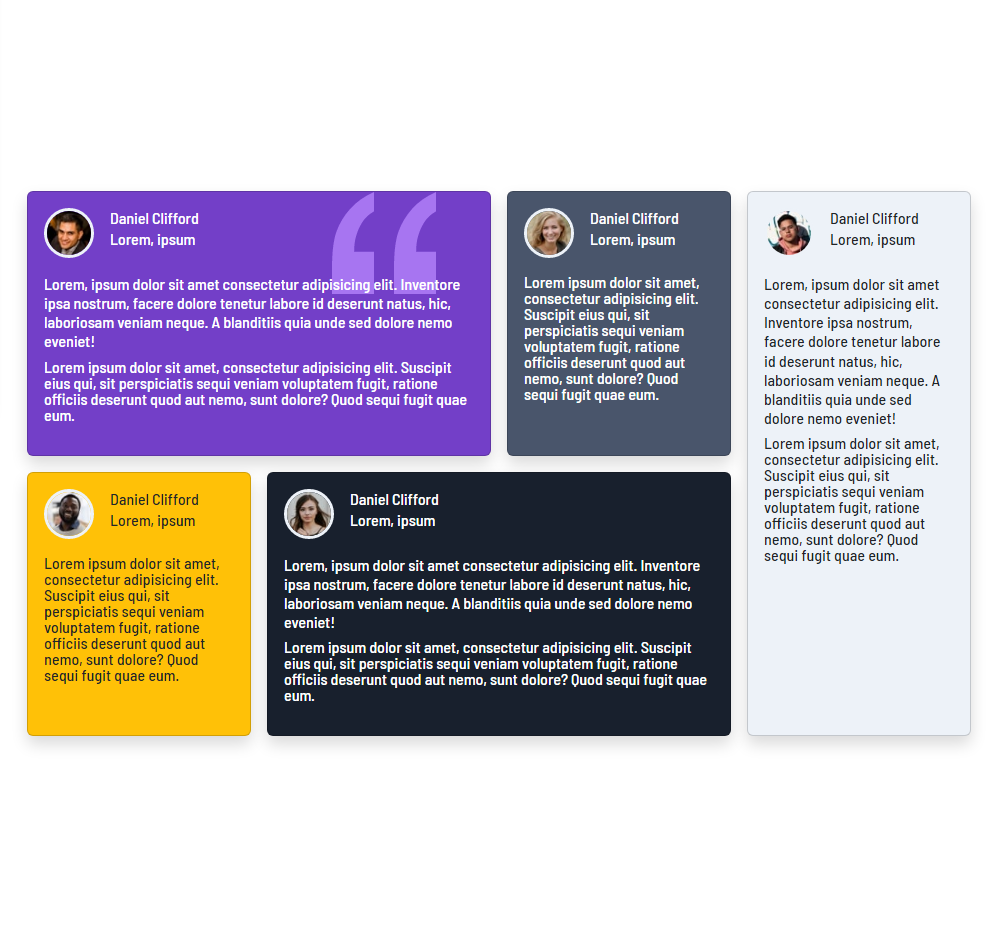 Daniel Clifford
Lorem, ipsum
“
Lorem, ipsum dolor sit amet consectetur adipisicing elit. Inventore
ipsa nostrum, facere dolore tenetur labore id deserunt natus, hic,
laboriosam veniam neque. A blanditiis quia unde sed dolore nemo
eveniet!
Lorem ipsum dolor sit amet, consectetur adipisicing elit. Suscipit
eius qui, sit perspiciatis sequi veniam voluptatem fugit, ratione
officiis deserunt quod aut nemo, sunt dolore? Quod sequi fugit quae
eum.
Daniel Clifford
Lorem, ipsum
Lorem ipsum dolor sit amet,
consectetur adipisicing elit.
Suscipit eius qui, sit
perspiciatis sequi veniam
voluptatem fugit, ratione
officiis deserunt quod aut
nemo, sunt dolore? Quod
sequi fugit quae eum.
Daniel Clifford
Lorem, ipsum
Lorem, ipsum dolor sit amet
consectetur adipisicing elit.
Inventore ipsa nostrum,
facere dolore tenetur labore
id deserunt natus, hic,
laboriosam veniam neque. A
blanditiis quia unde sed
dolore nemo eveniet!
Lorem ipsum dolor sit amet,
consectetur adipisicing elit.
Suscipit eius qui, sit
perspiciatis sequi veniam
voluptatem fugit, ratione
officiis deserunt quod aut
nemo, sunt dolore? Quod
sequi fugit quae eum.
Daniel Clifford
Lorem, ipsum
Lorem ipsum dolor sit amet,
consectetur adipisicing elit.
Suscipit eius qui, sit
perspiciatis sequi veniam
voluptatem fugit, ratione
officiis deserunt quod aut
nemo, sunt dolore? Quod
sequi fugit quae eum.
Daniel Clifford
Lorem, ipsum
Lorem, ipsum dolor sit amet consectetur adipisicing elit. Inventore
ipsa nostrum, facere dolore tenetur labore id deserunt natus, hic,
laboriosam veniam neque. A blanditiis quia unde sed dolore nemo
eveniet!
Lorem ipsum dolor sit amet, consectetur adipisicing elit. Suscipit
eius qui, sit perspiciatis sequi veniam voluptatem fugit, ratione
officiis deserunt quod aut nemo, sunt dolore? Quod sequi fugit quae
eum.